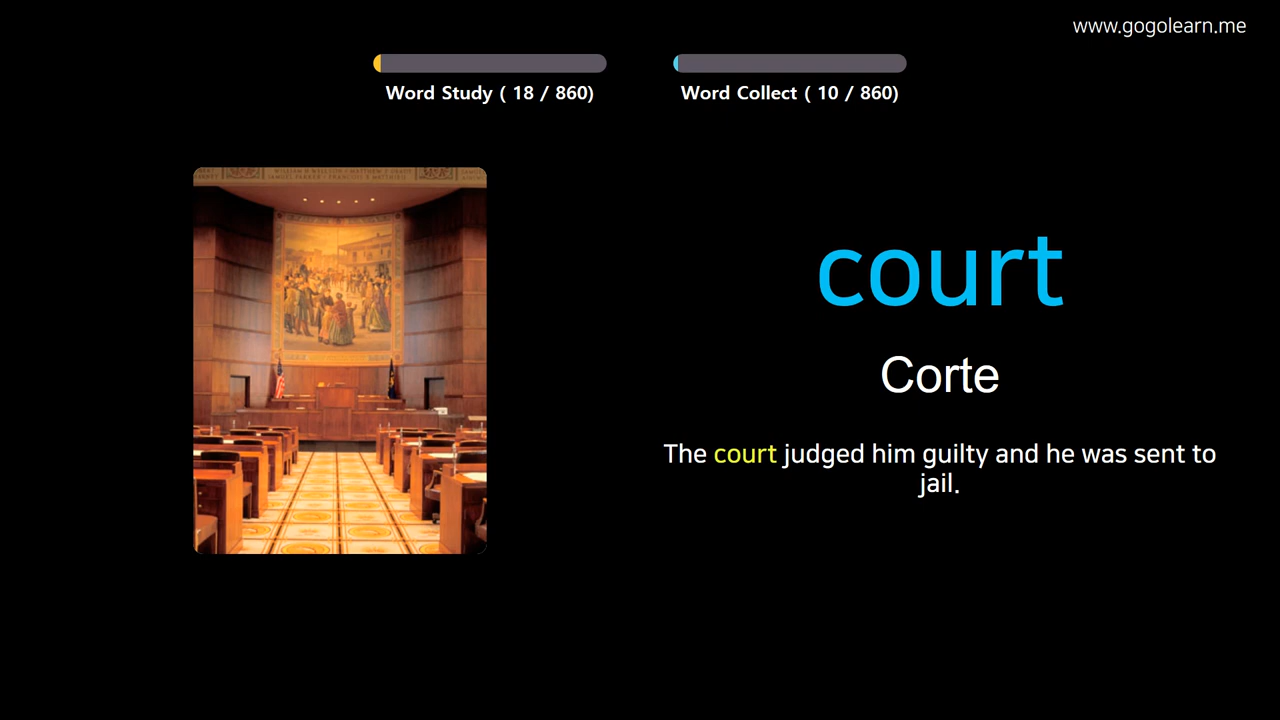 www.gogolearn.me
Word Study ( 18 / 860)
Word Collect ( 10 / 860)
court
Corte
The court judged him guilty and he was sent to
jail.